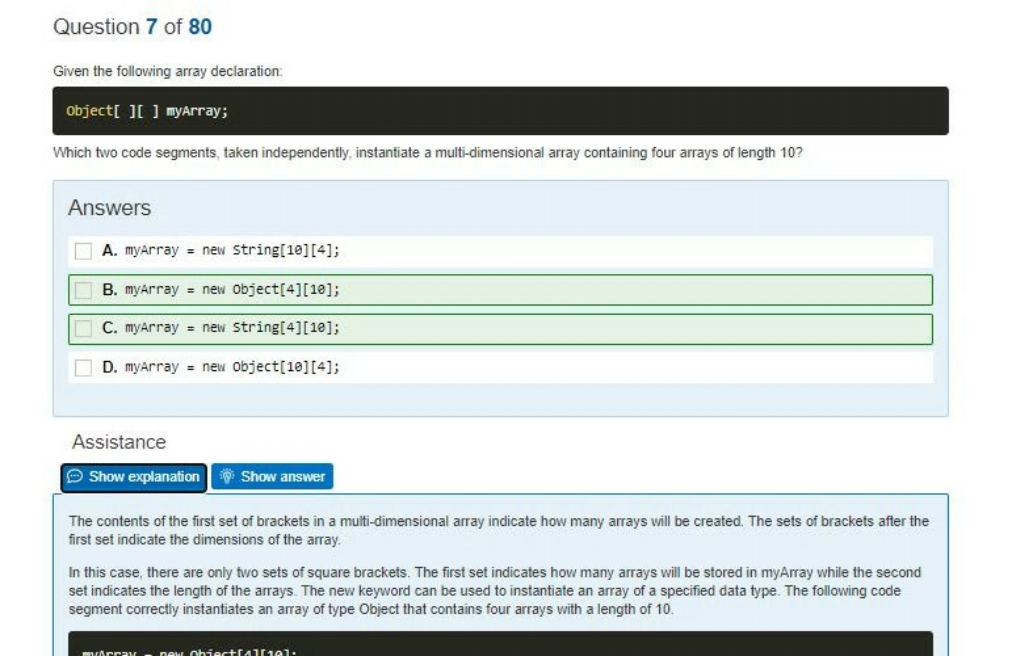 Question 7 of 80
Given the following array declaration:
Object[ ][ ] myArray;
Which two code segments, taken independently, instantiate a multi-dimensional array containing four arrays of length 10?
Answers
A. myArray = new String[10][4];
B. myArray = new Object[4][10];
C. myArray = new String[4][10];
D. myArray = new Object[10][4];
Assistance
Show explanation Show answer
The contents of the first set of brackets in a multi-dimensional array indicate how many arrays will be created. The sets of brackets after the
first set indicate the dimensions of the array.
In this case, there are only two sets of square brackets. The first set indicates how many arrays will be stored in myArray while the second
set indicates the length of the arrays. The new keyword can be used to instantiate an array of a specified data type. The following code
segment correctly instantiates an array of type Object that contains four arrays with a length of 10.
myArray = new Object[4][10];